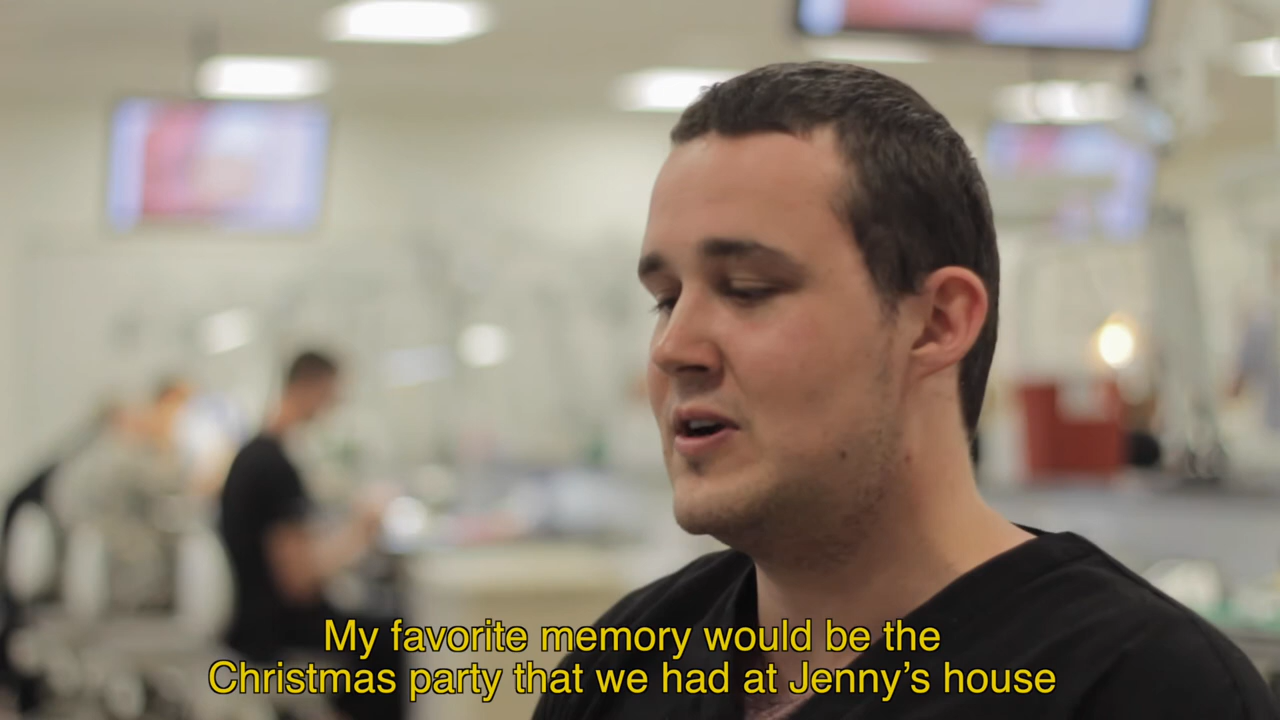 My favorite memory would be the
Christmas party that we had at Jenny’s house